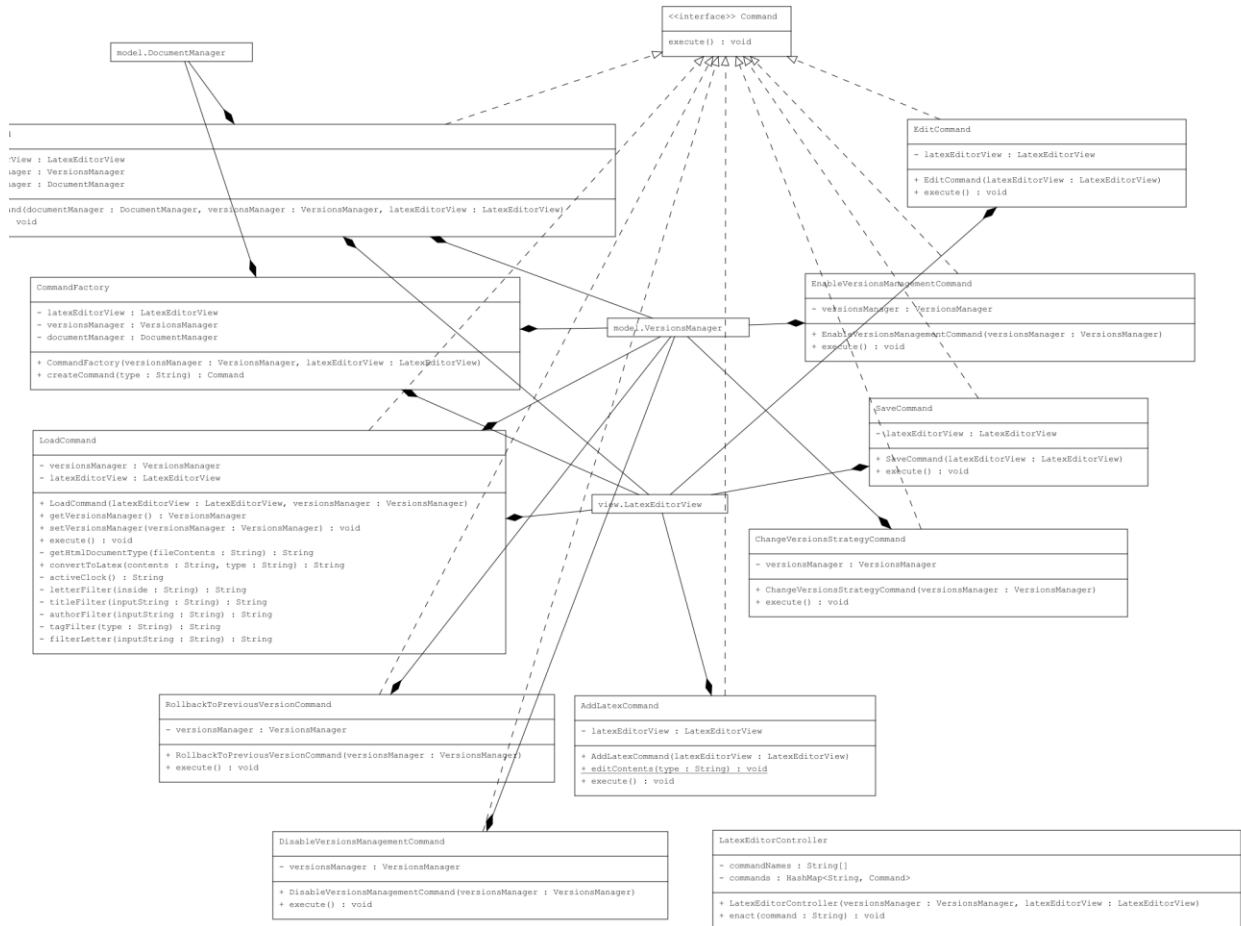 <<interface>> Command
execute() : void
model.DocumentManager
View : LatexEditorView
ager : VersionsManager
ager : DocumentManager
and(documentManager : DocumentManager, versionsManager : VersionsManager, latexEditorView : LatexEditorView)
void
EditCommand
- latexEditorView : LatexEditorView
+ EditCommand(latexEditorView : LatexEditorView)
+ execute() : void
CommandFactory
- latexEditorView : LatexEditorView
- versionsManager : VersionsManager
- documentManager : DocumentManager
+ CommandFactory(versionsManager : VersionsManager, latexEditorView : LatexEditorView)
+ createCommand(type : String) : Command
model.VersionsManager
EnableVersionsManagementCommand
- versionsManager : VersionsManager
+ EnableVersionsManagementCommand(versionsManager : VersionsManager)
+ execute() : void
LoadCommand
- versionsManager : VersionsManager
- latexEditorView : LatexEditorView
+ LoadCommand(latexEditorView : LatexEditorView, versionsManager : VersionsManager)
+ getVersionsManager() : VersionsManager
+ setVersionsManager(versionsManager : VersionsManager) : void
+ execute() : void
- getHtmlDocumentType(fileContents : String) : String
+ convertToLatex(contents : String, type : String) : String
- activeClock() : String
- letterFilter(inside : String) : String
- titleFilter(inputString : String) : String
- authorFilter(inputString : String) : String
- tagFilter(type : String) : String
- filterLetter(inputString : String) : String
SaveCommand
- latexEditorView : LatexEditorView
+ SaveCommand(latexEditorView : LatexEditorView)
+ execute() : void
view.LatexEditorView
ChangeVersionsStrategyCommand
- versionsManager : VersionsManager
+ ChangeVersionsStrategyCommand(versionsManager : VersionsManager)
+ execute() : void
RollbackToPreviousVersionCommand
- versionsManager : VersionsManager
+ RollbackToPreviousVersionCommand(versionsManager : VersionsManager)
+ execute() : void
AddLatexCommand
- latexEditorView : LatexEditorView
+ AddLatexCommand(latexEditorView : LatexEditorView)
+ editContents(type : String) : void
+ execute() : void
DisableVersionsManagementCommand
- versionsManager : VersionsManager
+ DisableVersionsManagementCommand(versionsManager : VersionsManager)
+ execute() : void
LatexEditorController
- commandNames : String[]
- commands : HashMap<String, Command>
+ LatexEditorController(versionsManager : VersionsManager, latexEditorView : LatexEditorView)
+ enact(command : String) : void